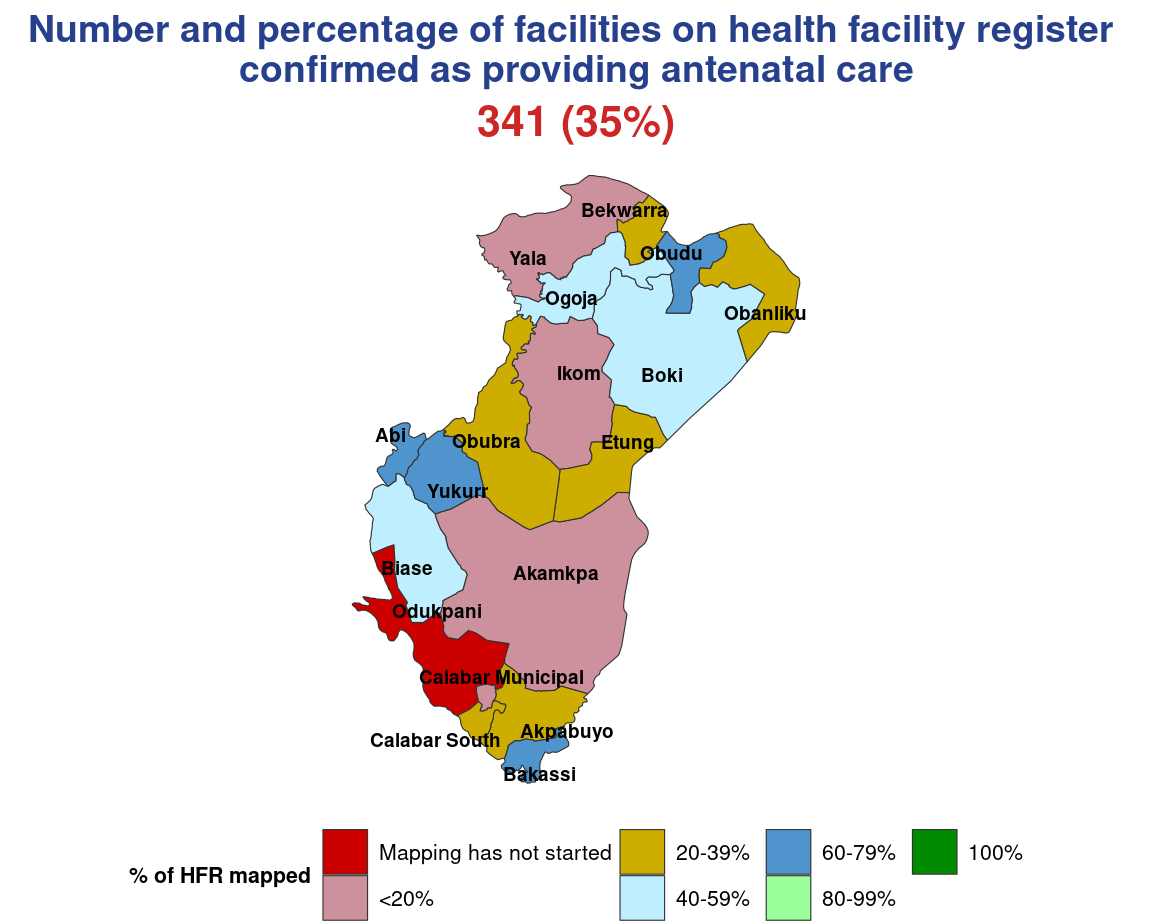 Number and percentage of facilities on health facility register
confirmed as providing antenatal care
341 (35%)
Bekwarra
Obudu
Yala
Ogoja
Obanliku
Ikom
Boki
Abi
Obubra
Etung
Yukurr
Biase
Akamkpa
Odukpani
Calabar Municipal
Akpabuyo
Calabar South
Bakassi
% of HFR mapped
Mapping has not started
<20%
20-39%
40-59%
60-79%
80-99%
100%